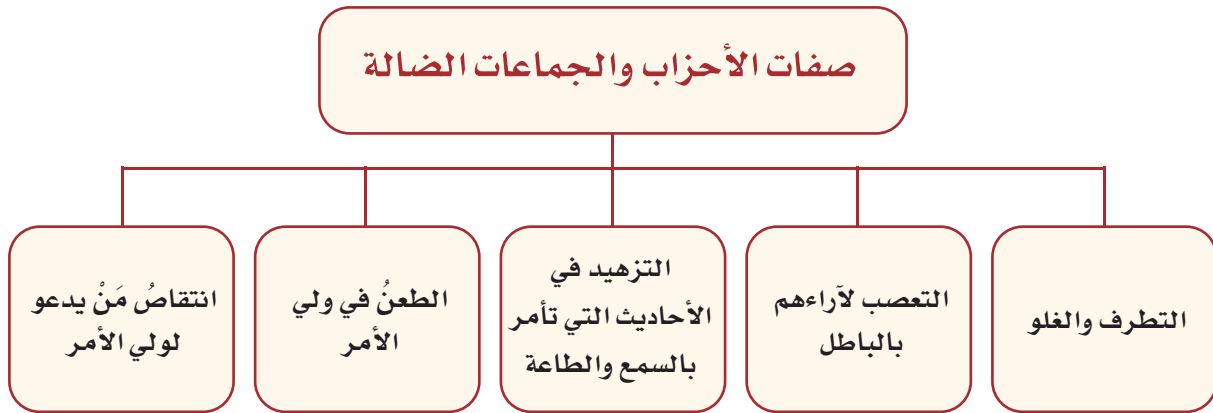 صفات الأحزاب والجماعات الضالة
التطرف والغلو
التعصب لآراءهم
بالباطل
التزهيد في
الأحاديث التي تأمر
بالسمع والطاعة
الطعنُ في ولي
الأمر
انتقاصُ مَنْ يدعو
لولي الأمر